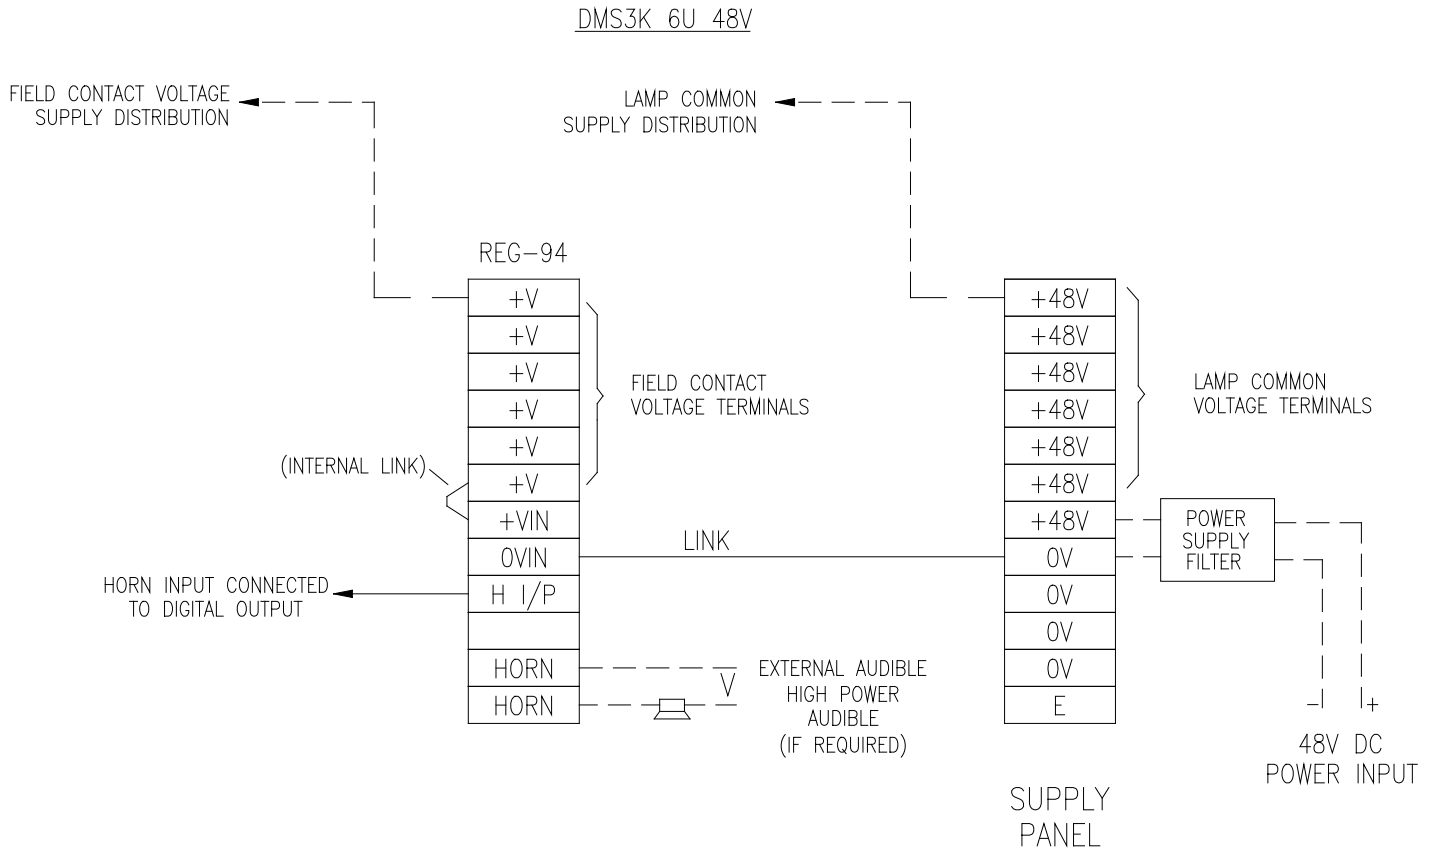 DMS3K 6U 48V
FIELD CONTACT VOLTAGE
SUPPLY DISTRIBUTION
LAMP COMMON
SUPPLY DISTRIBUTION
REG-94
+V
+V
+V
+V
+V
+V
+VIN
0VIN
H I/P
HORN
HORN
FIELD CONTACT
VOLTAGE TERMINALS
(INTERNAL LINK)
LINK
HORN INPUT CONNECTED
TO DIGITAL OUTPUT
V
EXTERNAL AUDIBLE
HIGH POWER
AUDIBLE
(IF REQUIRED)
+48V
+48V
+48V
+48V
+48V
+48V
+48V
0V
0V
0V
0V
E
LAMP COMMON
VOLTAGE TERMINALS
POWER
SUPPLY
FILTER
- +
48V DC
POWER INPUT
SUPPLY
PANEL